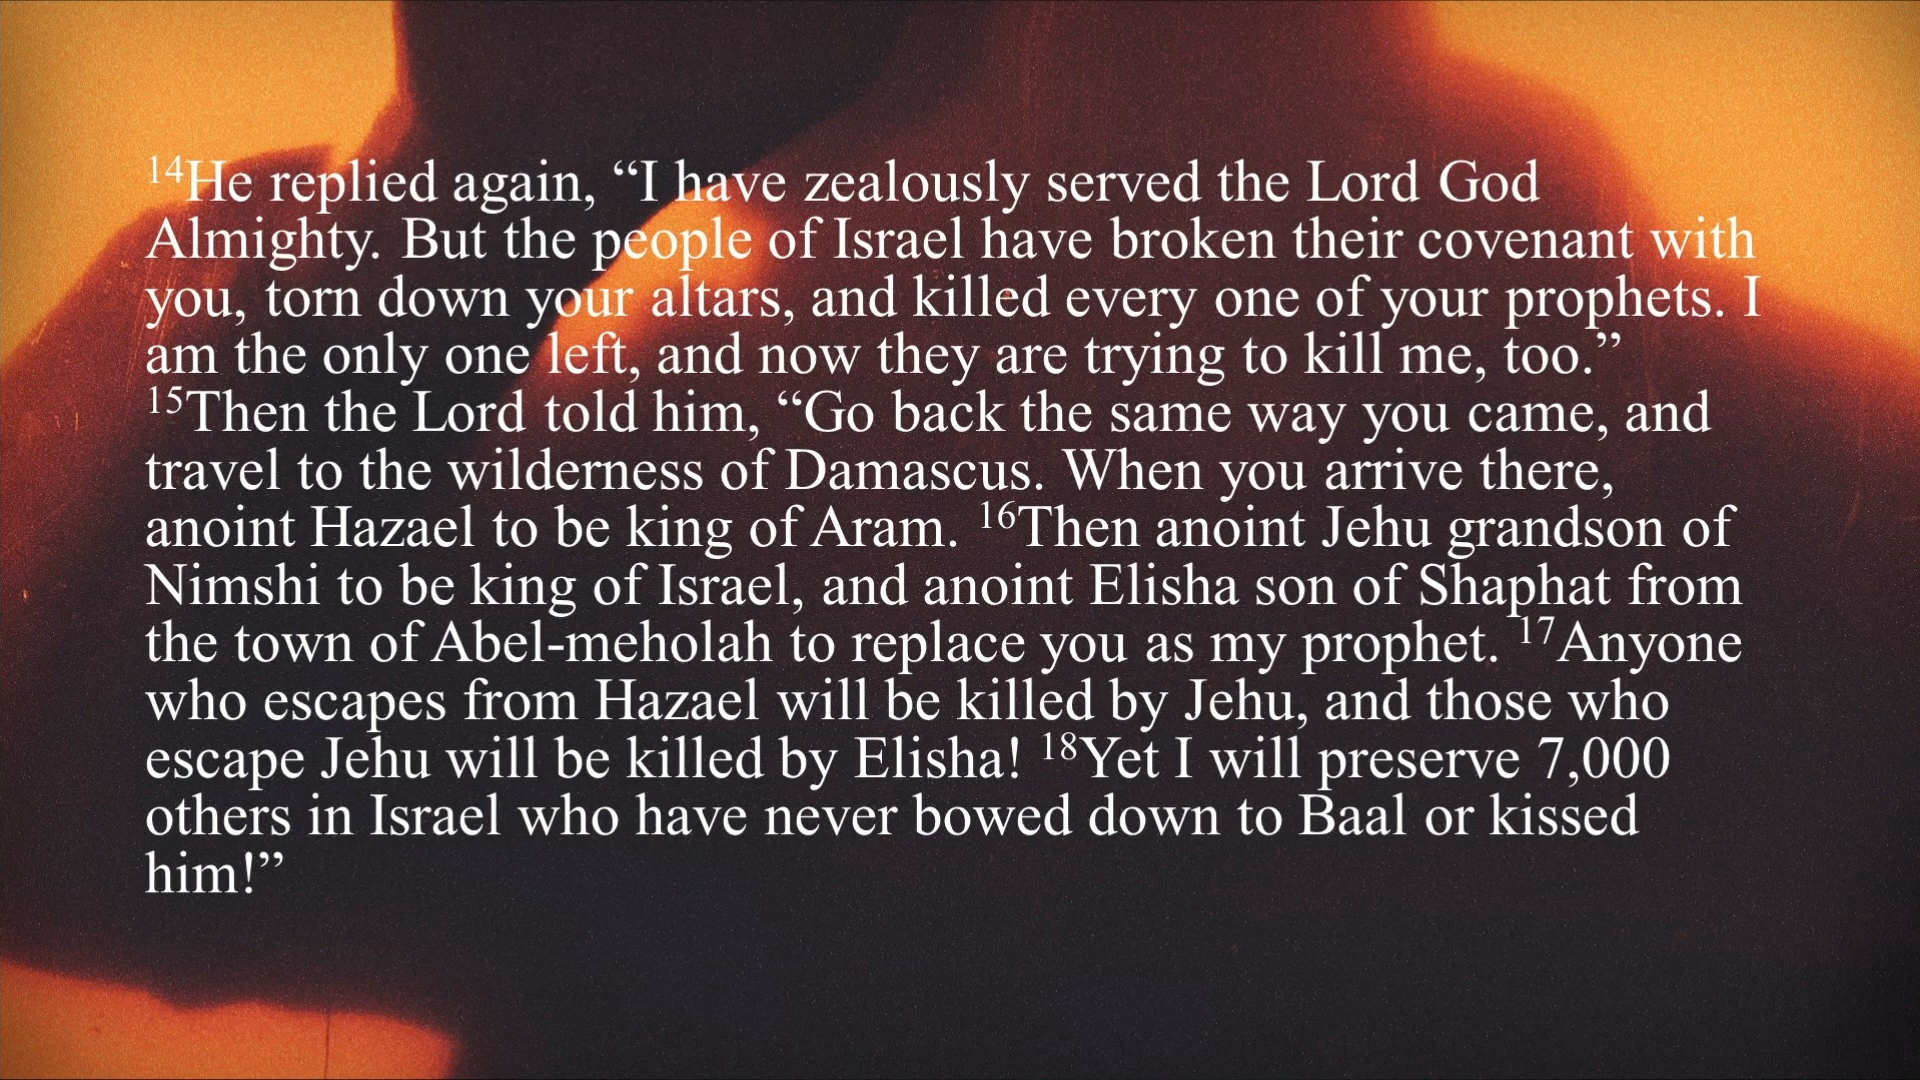 14He replied again, “I have zealously served the Lord God
Almighty. But the people of Israel have broken their covenant with
you, torn down your altars, and killed every one of your prophets. I
am the only one left, and now they are trying to kill me, too.”
15Then the Lord told him, “Go back the same way you came, and
travel to the wilderness of Damascus. When you arrive there,
anoint Hazael to be king of Aram. 16Then anoint Jehu grandson of
Nimshi to be king of Israel, and anoint Elisha son of Shaphat from
the town of Abel-meholah to replace you as my prophet. 17Anyone
who escapes from Hazael will be killed by Jehu, and those who
escape Jehu will be killed by Elisha! 18Yet I will preserve 7,000
others in Israel who have never bowed down to Baal or kissed
him!”